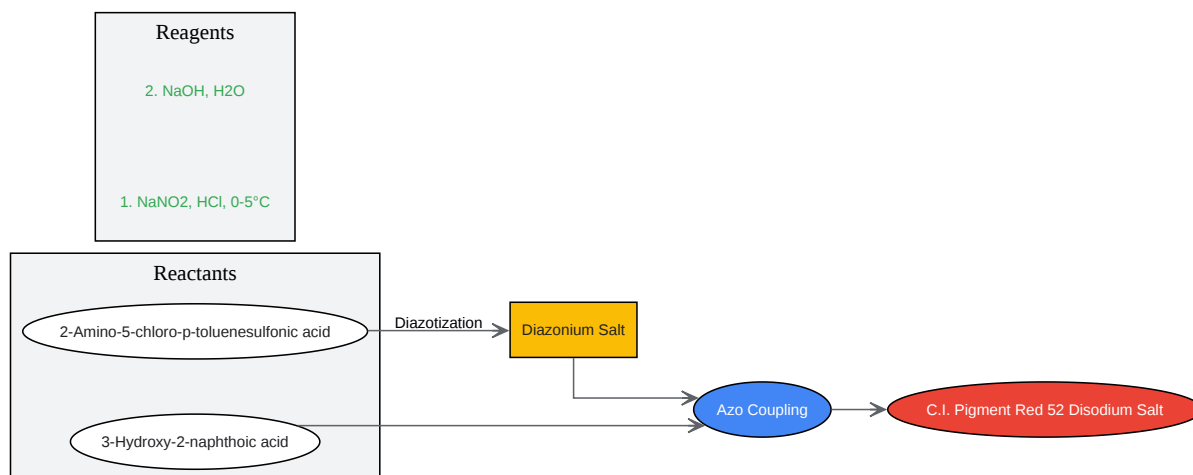 Reagents
2. NaOH, H2O
1. NaNO2, HCl, 0-5°C
Reactants
2-Amino-5-chloro-p-toluenesulfonic acid
Diazotization
Diazonium Salt
3-Hydroxy-2-naphthoic acid
Azo Coupling
C.I. Pigment Red 52 Disodium Salt